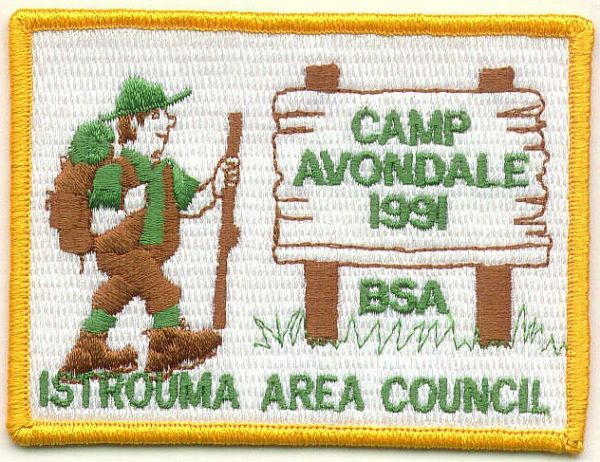 CAMP
AVONDALE
1991
BSA
ISTROUMA AREA COUNCIL